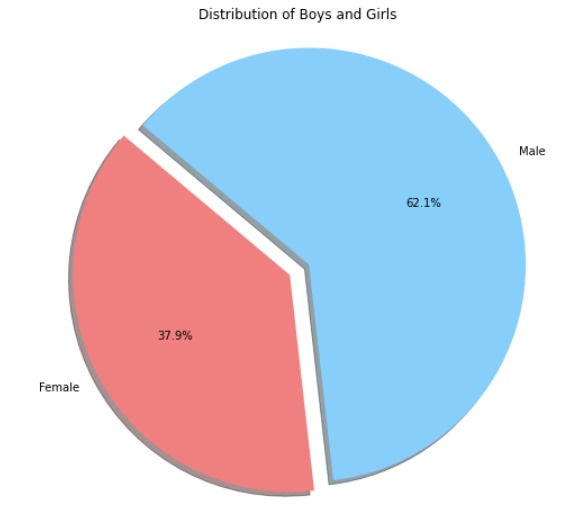 Distribution of Boys and Girls
Male
62.1%
37.9%
Female